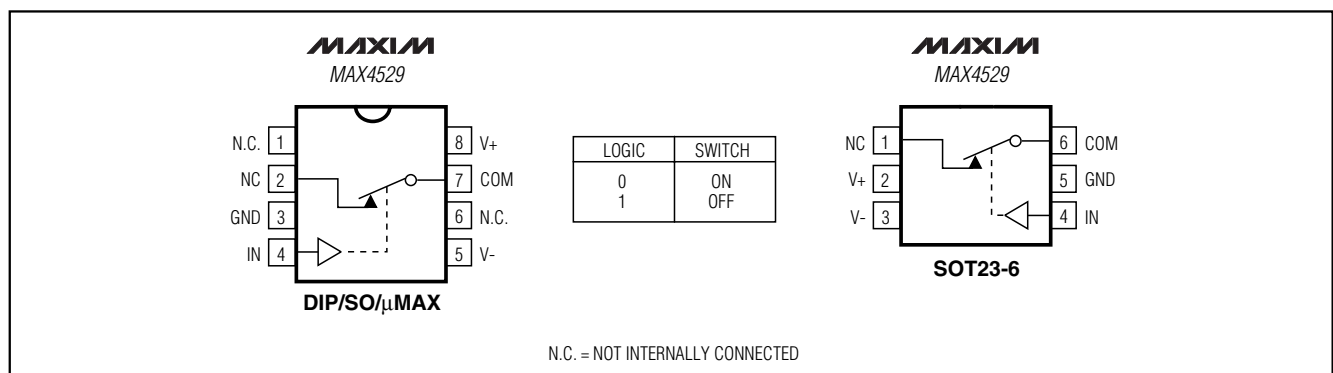 MAXIM
MAX4529
N.C. 1
NC 2
GND 3
IN 4
8 V+
7 COM
6 N.C.
5 V-
DIP/SO/μMAX
LOGIC SWITCH
0 ON
1 OFF
MAXIM
MAX4529
NC 1
V+ 2
V- 3
6 COM
5 GND
4 IN
SOT23-6
N.C. = NOT INTERNALLY CONNECTED